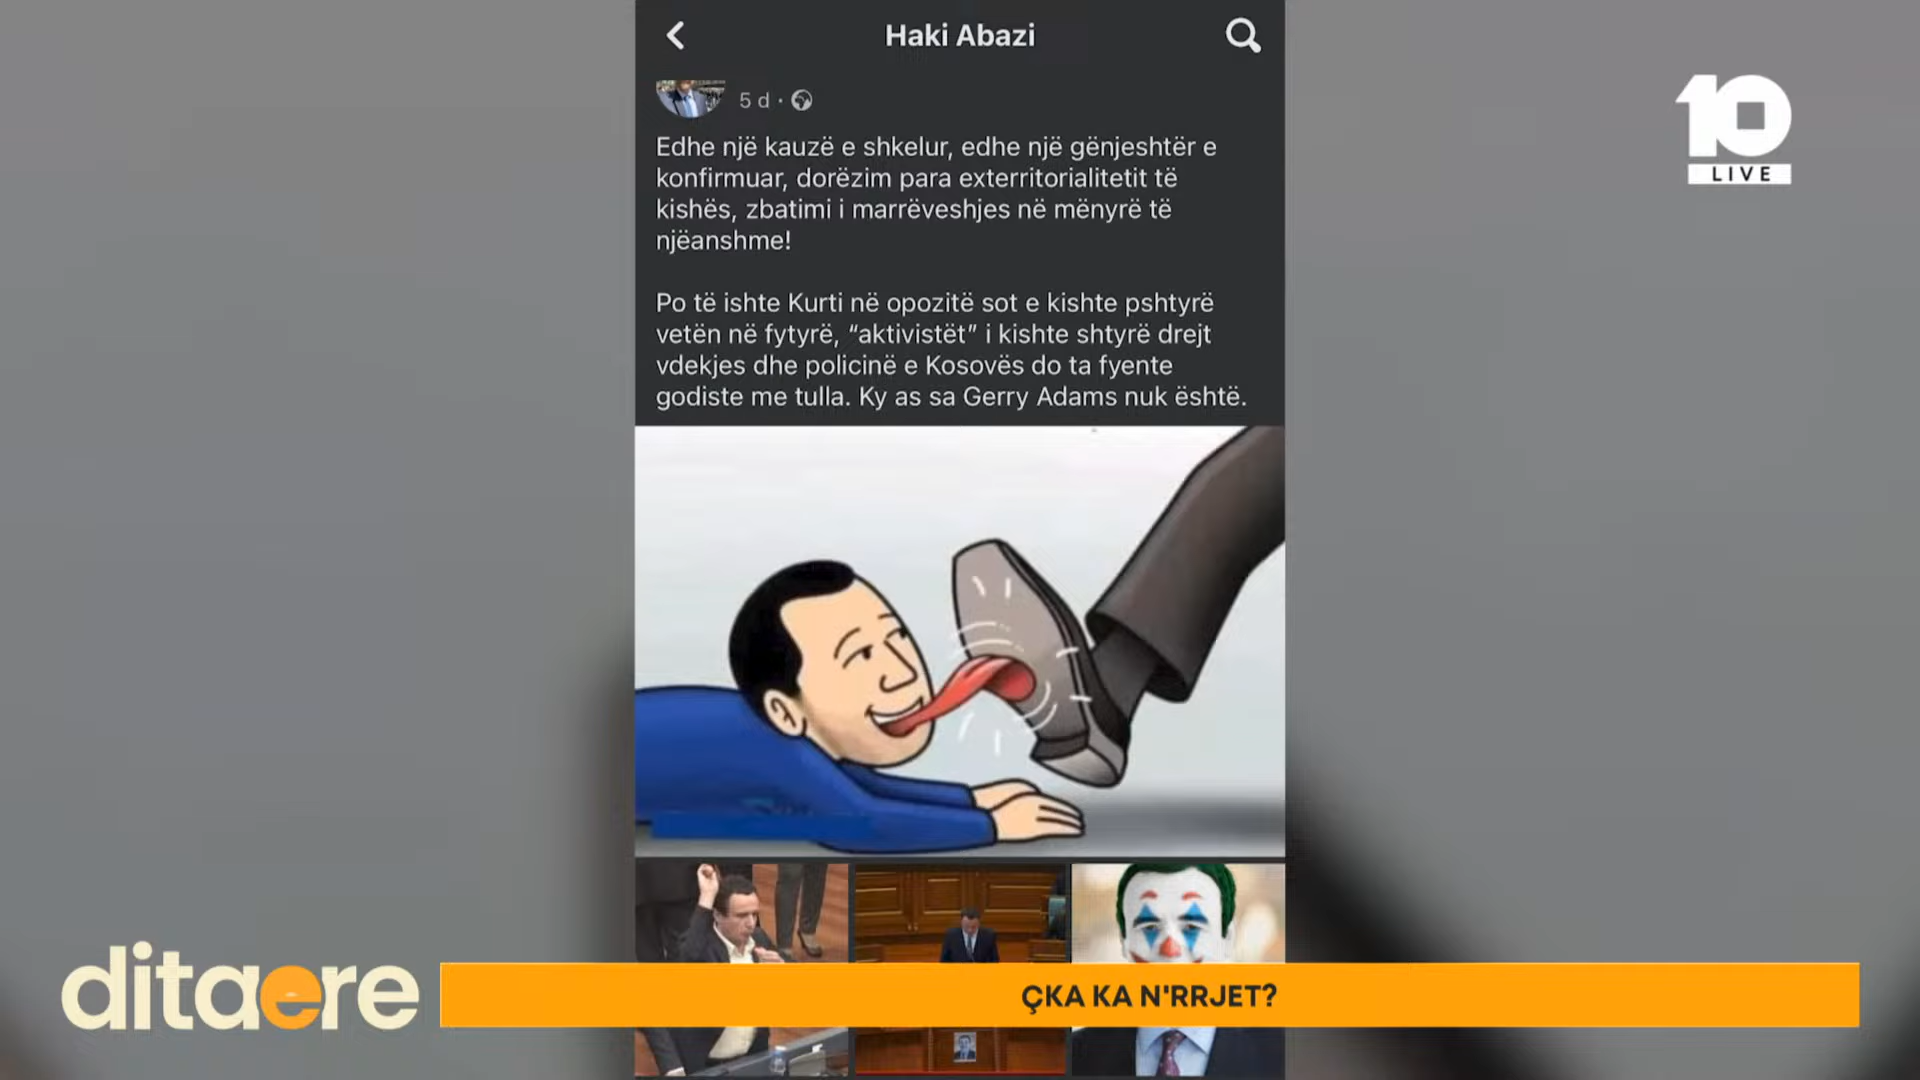 Haki Abazi
10
LIVE
5 d ·
Edhe një kauzë e shkelur, edhe një gënjeshtër e
konfirmuar, dorëzim para exterritorialitetit të
kishës, zbatimi i marrëveshjes në mënyrë të
njëanshme!
Po të ishte Kurti në opozitë sot e kishte pshtyrë
vetën në fytyrë, “aktivistët” i kishte shtyrë drejt
vdekjes dhe policinë e Kosovës do ta fyente
godiste me tulla. Ky as sa Gerry Adams nuk është.
ditaere
ÇKA KA N'RRJET?